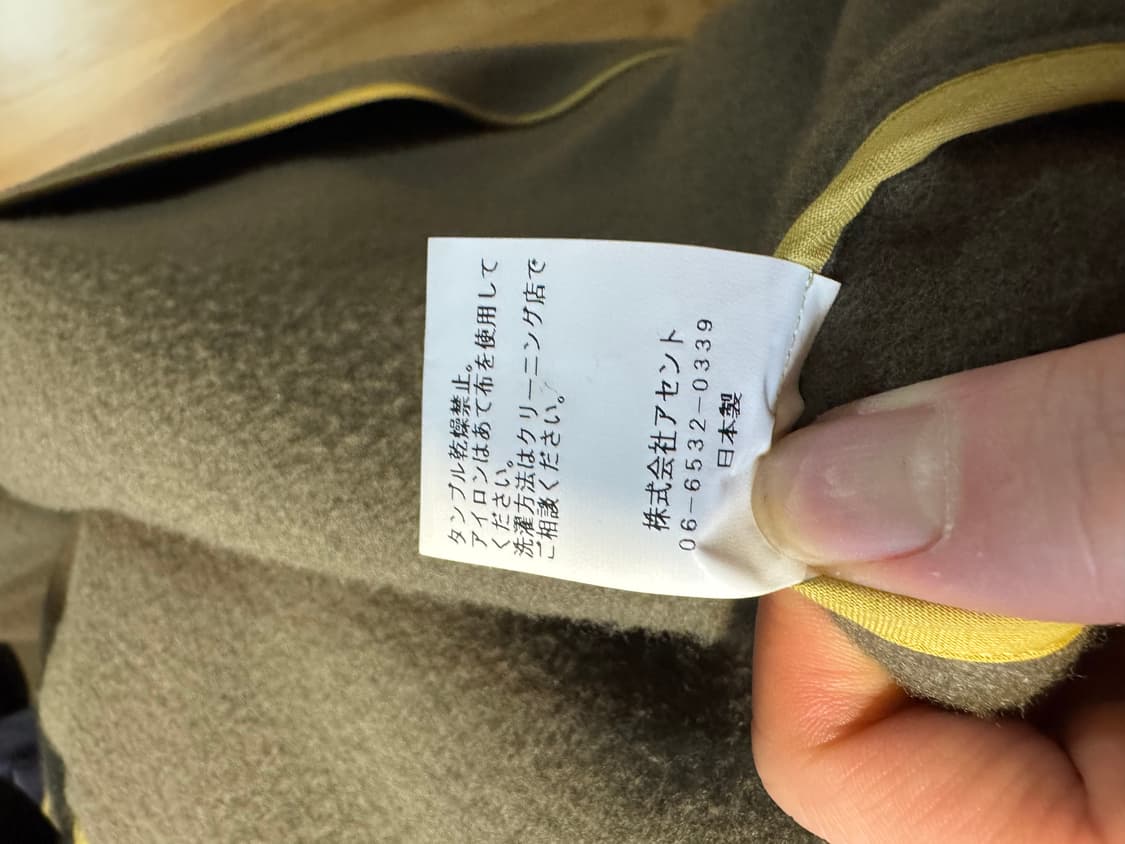 タンブル乾燥禁止。
アイロンはあて布を使用して
ください。
洗濯方法はクリーニング店で
ご相談ください。
株式会社アセント
06-6532-0339
日本製